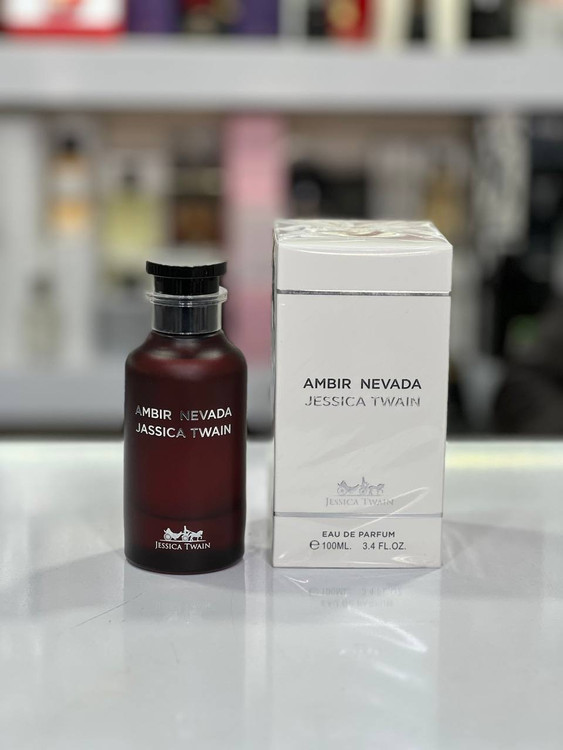 AMBIR NEVADA
JASSICA TWAIN
JESSICA TWAIN
AMBIR NEVADA
JESSICA TWAIN
JESSICA TWAIN
EAU DE PARFUM
℮ 100ML. 3.4 FL.OZ.